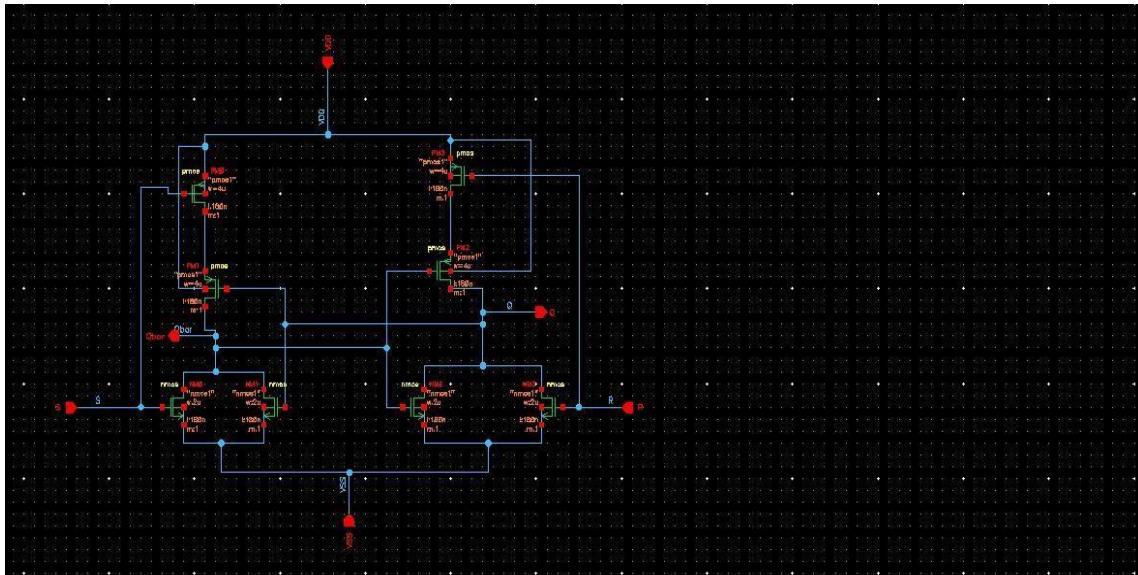 VDD
VDD
PM3
pmos
"pmos1"
w=4u
l:180n
m:1
PM0
pmos
"pmos1"
w=4u
l:180n
m:1
PM2
pmos
"pmos1"
w=4u
l:180n
m:1
PM1
pmos
"pmos1"
w=4u
l:180n
m:1
Q
Q
Qbar
Qbar
nmos
NM0
"nmos1"
w:2u
l:180n
m:1
NM1
nmos
"nmos1"
w:2u
l:180n
m:1
nmos
NM2
"nmos1"
w:2u
l:180n
m:1
nmos
"nmos1"
w:2u
l:180n
m:1
S
S
R
VSS
VSS